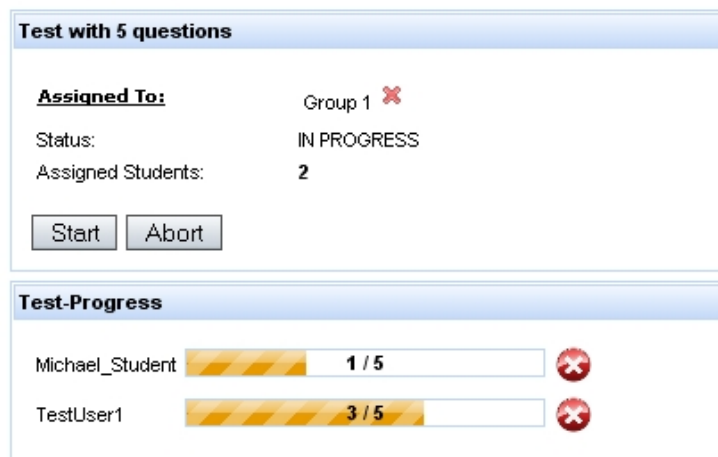 Test with 5 questions
Assigned To: Group 1
Status: IN PROGRESS
Assigned Students: 2
Start Abort
Test-Progress
Michael_Student 1 / 5
TestUser1 3 / 5